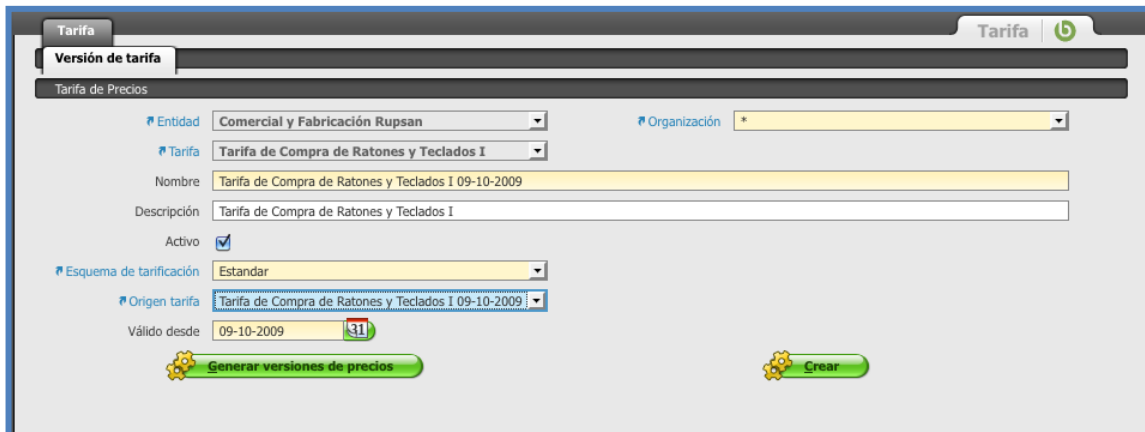 Tarifa
Tarifa
Versión de tarifa
Tarifa de Precios
Entidad Comercial y Fabricación Rupsan Organización *
Tarifa Tarifa de Compra de Ratones y Teclados I
Nombre Tarifa de Compra de Ratones y Teclados I 09-10-2009
Descripción Tarifa de Compra de Ratones y Teclados I
Activo
Esquema de tarificación Estandar
Origen tarifa Tarifa de Compra de Ratones y Teclados I 09-10-2009
Válido desde 09-10-2009 31
Generar versiones de precios Crear